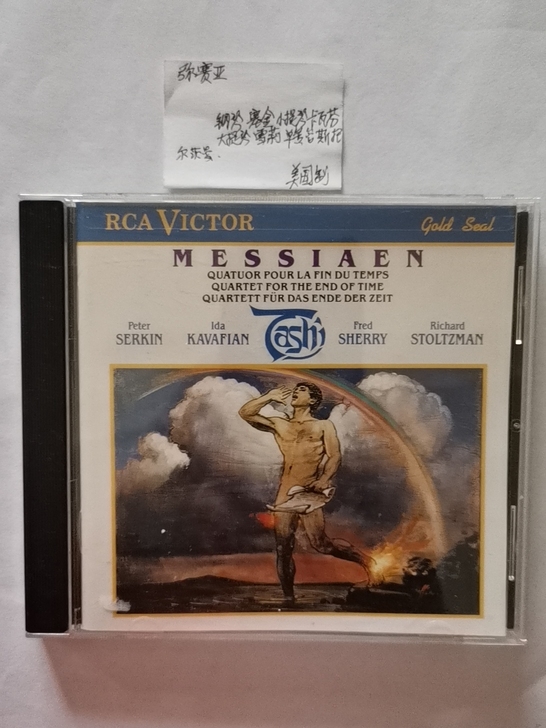 弥赛亚
钢琴 塞金 小提琴 卡瓦芬
大提琴 雪莉 单簧管 斯托
尔茨曼
美国制
RCA VICTOR
Gold Seal
MESSIAEN
QUATUOR POUR LA FIN DU TEMPS
QUARTET FOR THE END OF TIME
QUARTETT FÜR DAS ENDE DER ZEIT
Peter SERKIN Ida KAVAFIAN Tashi Fred SHERRY Richard STOLTZMAN